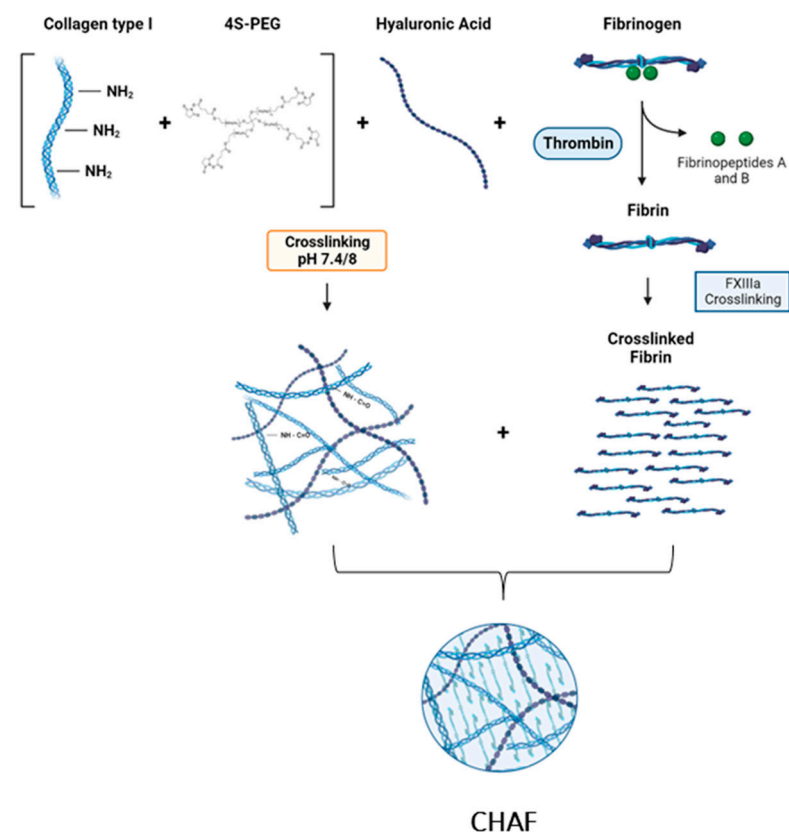 Collagen type I
4S-PEG
Hyaluronic Acid
Fibrinogen
NH₂
NH₂
NH₂
+
+
+
Thrombin
Fibrinopeptides A
and B
Fibrin
Crosslinking
pH 7.4/8
FXIIIa
Crosslinking
Crosslinked
Fibrin
NH - C=O
NH - C=O
+
CHAF